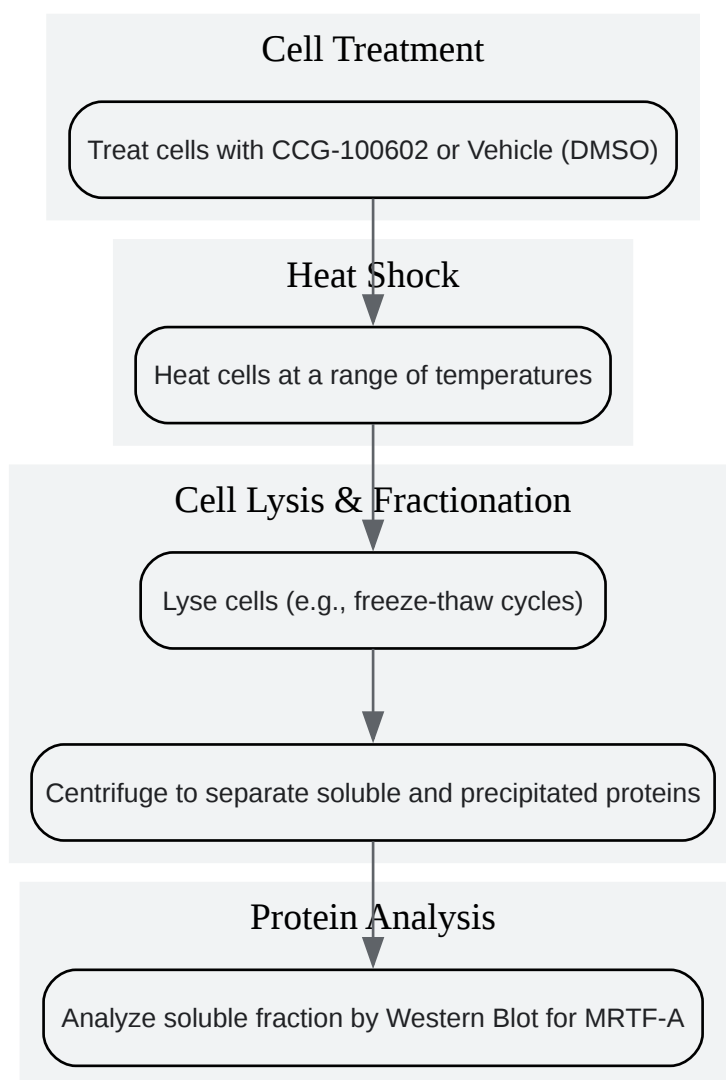 Cell Treatment
Treat cells with CCG-100602 or Vehicle (DMSO)
Heat Shock
Heat cells at a range of temperatures
Cell Lysis & Fractionation
Lyse cells (e.g., freeze-thaw cycles)
Centrifuge to separate soluble and precipitated proteins
Protein Analysis
Analyze soluble fraction by Western Blot for MRTF-A